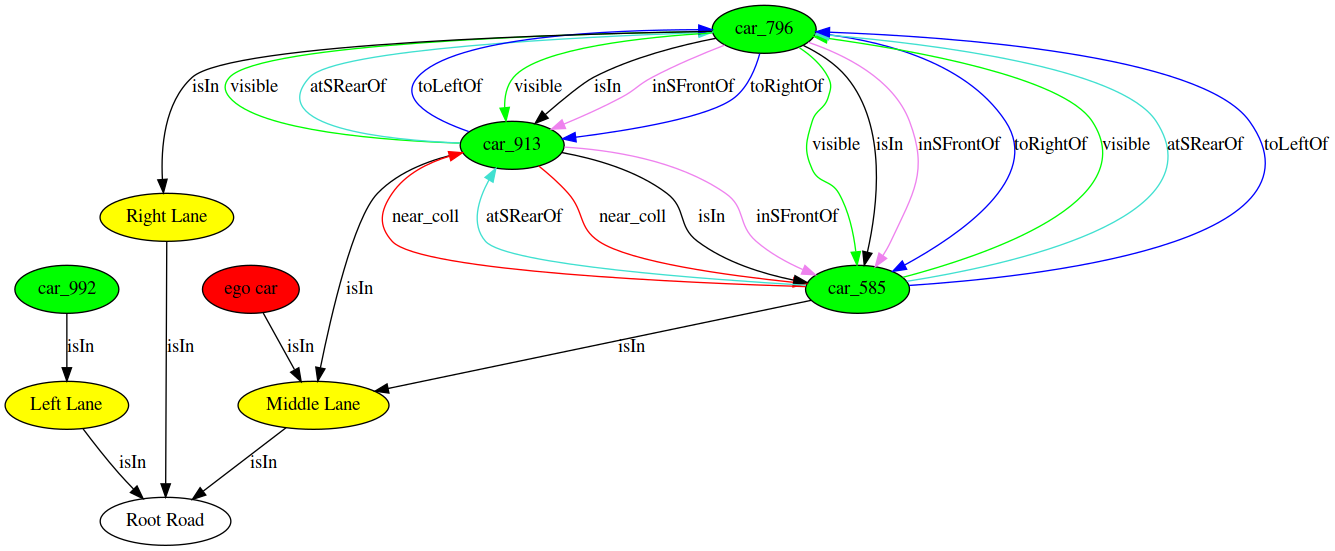 car_796
isIn visible atSRearOf toLeftOf visible isIn inSFrontOf toRightOf
car_913
visible isIn inSFrontOf toRightOf visible atSRearOf toLeftOf
Right Lane
near_coll atSRearOf near_coll isIn inSFrontOf
car_992
ego car
isIn
car_585
isIn
isIn
isIn
isIn
Left Lane
Middle Lane
isIn
isIn
Root Road